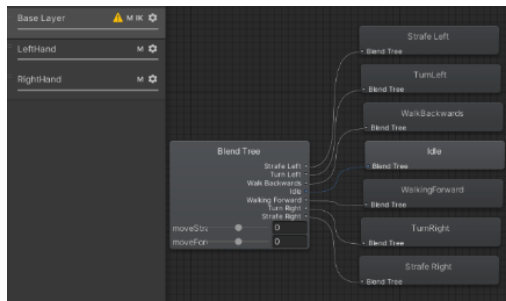 Base Layer M IK
LeftHand M
RightHand M
Blend Tree
Strafe Left
Turn Left
Walk Backwards
Idle
Walking Forward
Turn Right
Strafe Right
moveStra 0
moveForr 0
Strafe Left
Blend Tree
TurnLeft
Blend Tree
WalkBackwards
Blend Tree
Idle
Blend Tree
WalkingForward
Blend Tree
TurnRight
Blend Tree
Strafe Right
Blend Tree